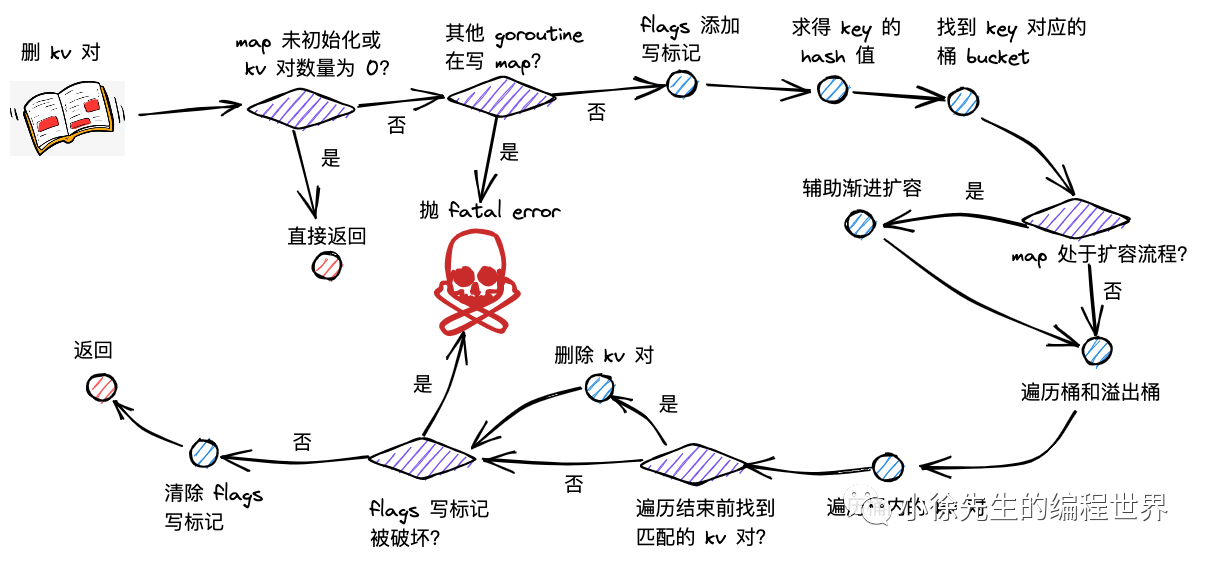 删 kv 对
map 未初始化或
kv 对数量为 0?
是
直接返回
否
其他 goroutine
在写 map?
是
抛 fatal error
否
flags 添加
写标记
求得 key 的
hash 值
找到 key 对应的
桶 bucket
map 处于扩容流程?
是
辅助渐进扩容
否
遍历桶和溢出桶
遍历
内的
对
遍历结束前找到
匹配的 kv 对?
是
删除 kv 对
否
flags 写标记
被破坏?
是
否
清除 flags
写标记
返回
小徐先生的编程世界